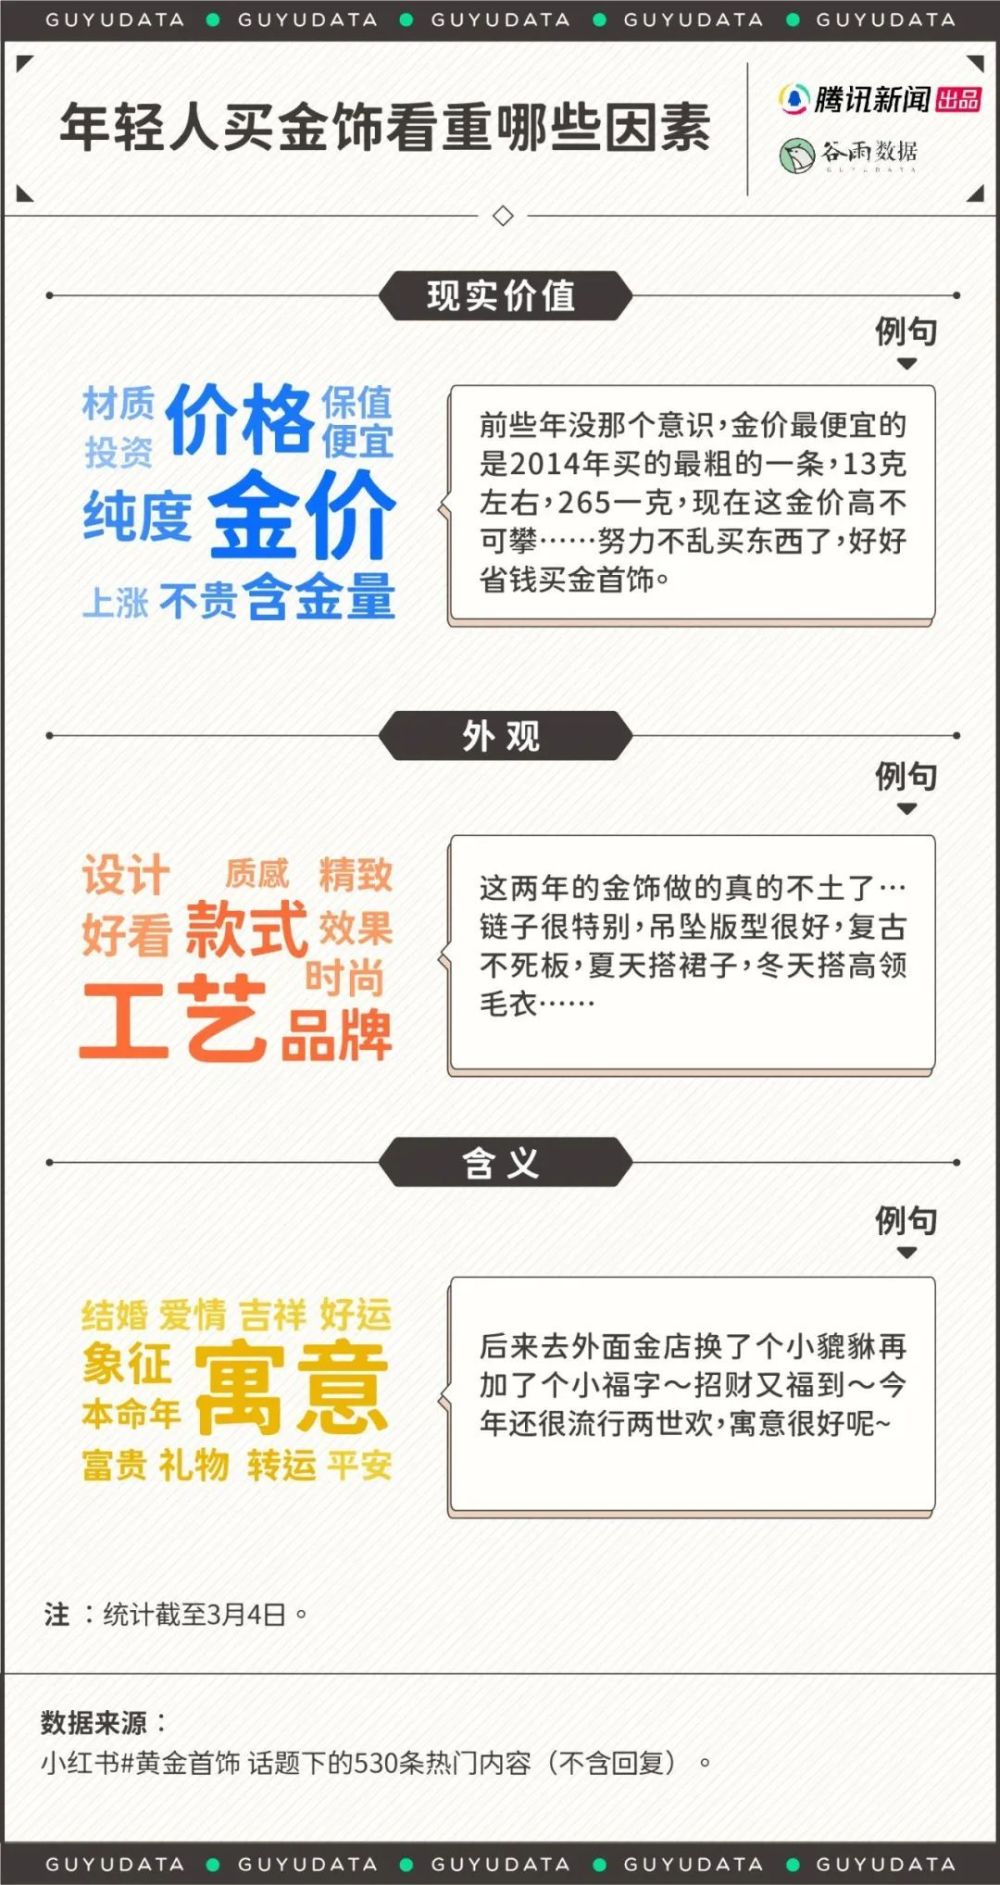 GUYUDATA ● GUYUDATA ● GUYUDATA ● GUYUDATA ● GUYUDATA
年轻人买金饰看重哪些因素
腾讯新闻 出品
谷雨数据
GUYUDATA
现实价值
例句
材质 价格 保值
投资 便宜
纯度 金价
上涨 不贵 含金量
前些年没那个意识，金价最便宜的
是2014年买的最粗的一条，13克
左右，265一克，现在这金价高不
可攀……努力不乱买东西了，好好
省钱买金首饰。
外观
例句
设计 质感 精致
好看 款式 效果
时尚
工艺 品牌
这两年的金饰做的真的不土了…
链子很特别，吊坠版型很好，复古
不死板，夏天搭裙子，冬天搭高领
毛衣……
含义
例句
结婚 爱情 吉祥 好运
象征 寓意
本命年
富贵 礼物 转运 平安
后来去外面金店换了个小貔貅再
加了个小福字～招财又福到～今
年还很流行两世欢，寓意很好呢~
注：统计截至3月4日。
数据来源：
小红书#黄金首饰 话题下的530条热门内容（不含回复）。
GUYUDATA ● GUYUDATA ● GUYUDATA ● GUYUDATA ● GUYUDATA